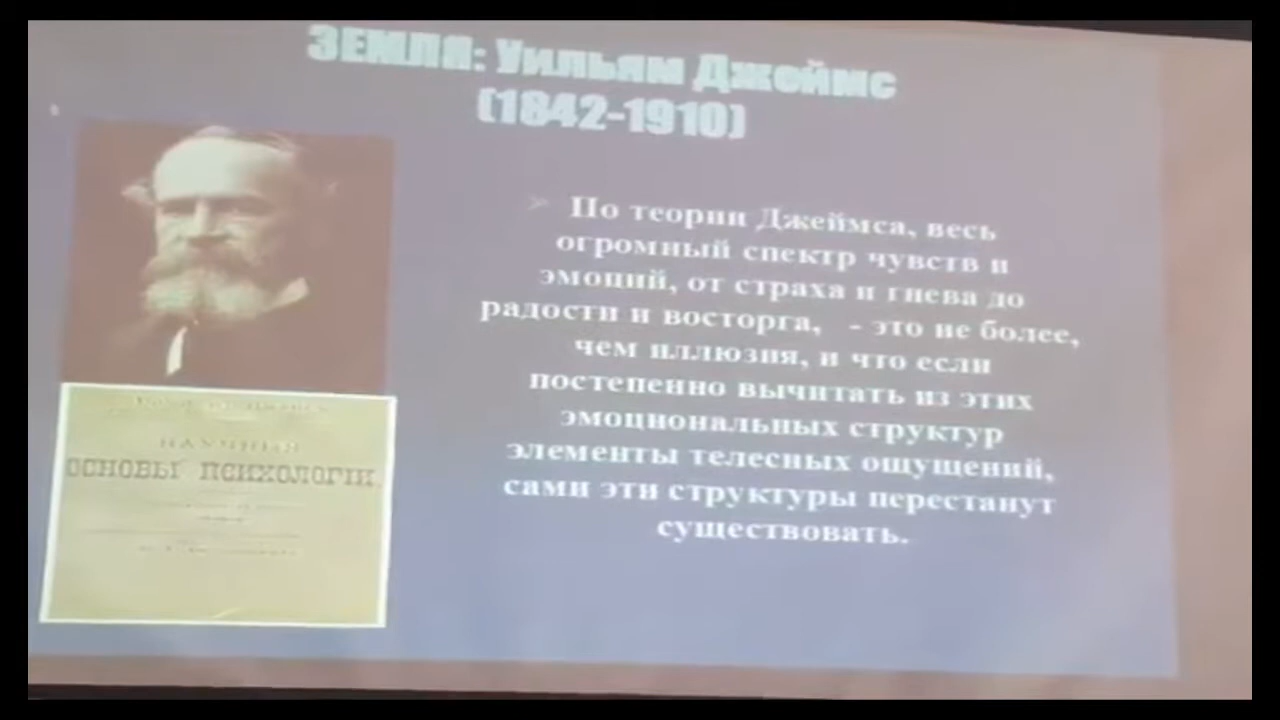 ЗЕМЛЯ: Уильям Джеймс
(1842-1910)
По теории Джеймса, весь
огромный спектр чувств и
эмоций, от страха и гнева до
радости и восторга, - это не более,
чем иллюзия, и что если
постепенно вычитать из этих
эмоциональных структур
элементы телесных ощущений,
сами эти структуры перестанут
существовать.
НАУЧНЫЯ
ОСНОВЫ ПСИХОЛОГІИ.